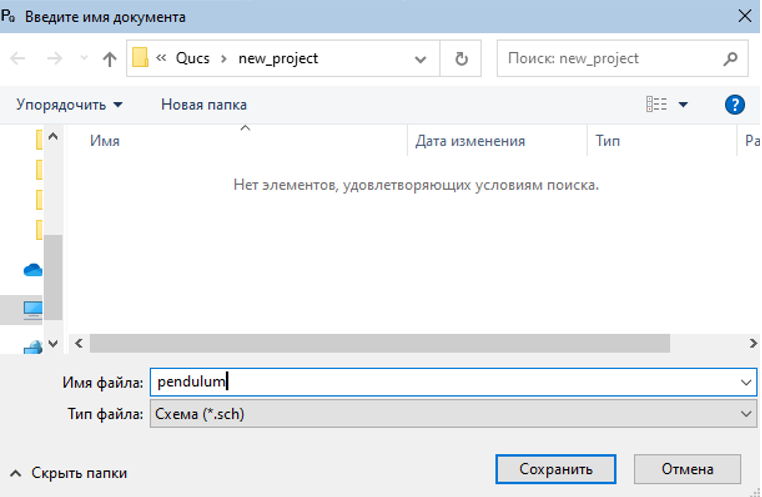 Введите имя документа
« Qucs › new_project
Поиск: new_project
Упорядочить Новая папка
Имя Дата изменения Тип Ра
Нет элементов, удовлетворяющих условиям поиска.
Имя файла: pendulum
Тип файла: Схема (*.sch)
Скрыть папки Сохранить Отмена